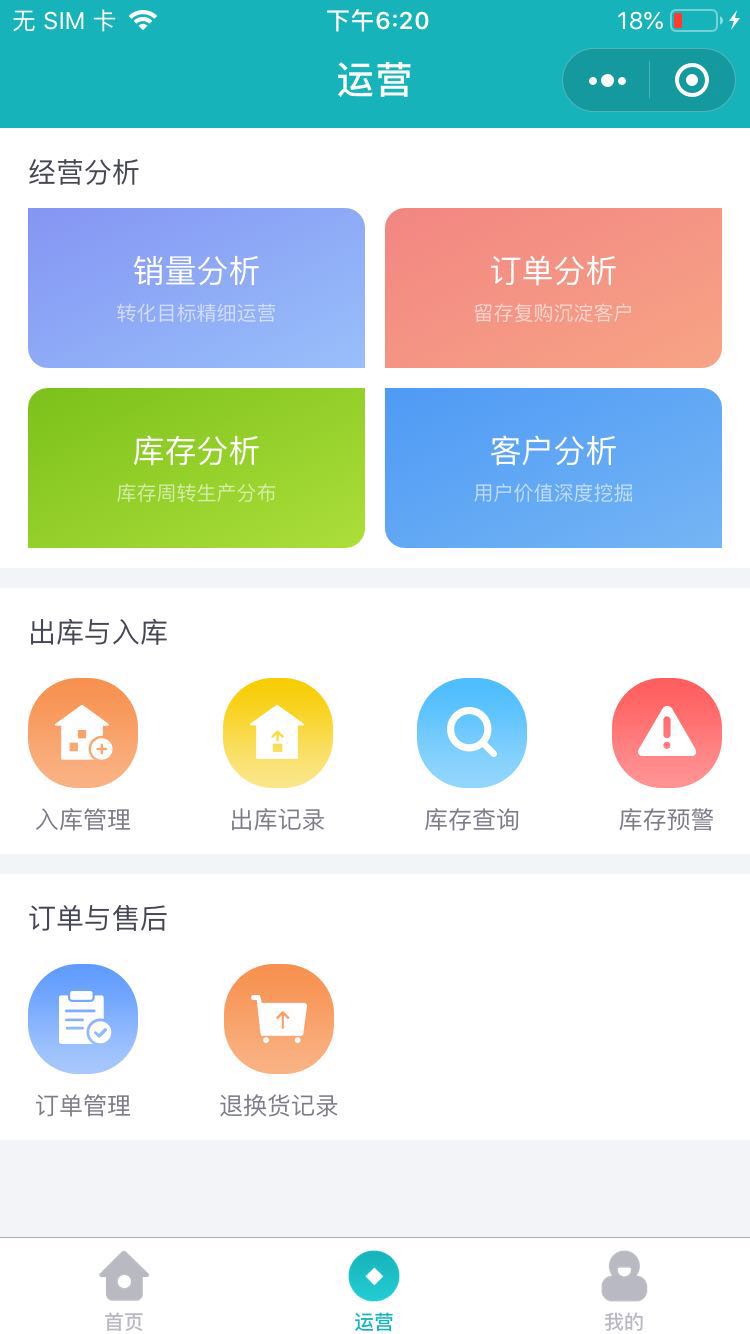 无 SIM 卡 下午6:20 18%
运营
经营分析
销量分析 订单分析
转化目标精细运营 留存复购沉淀客户
库存分析 客户分析
库存周转生产分布 用户价值深度挖掘
出库与入库
入库管理 出库记录 库存查询 库存预警
订单与售后
订单管理 退换货记录
首页 运营 我的